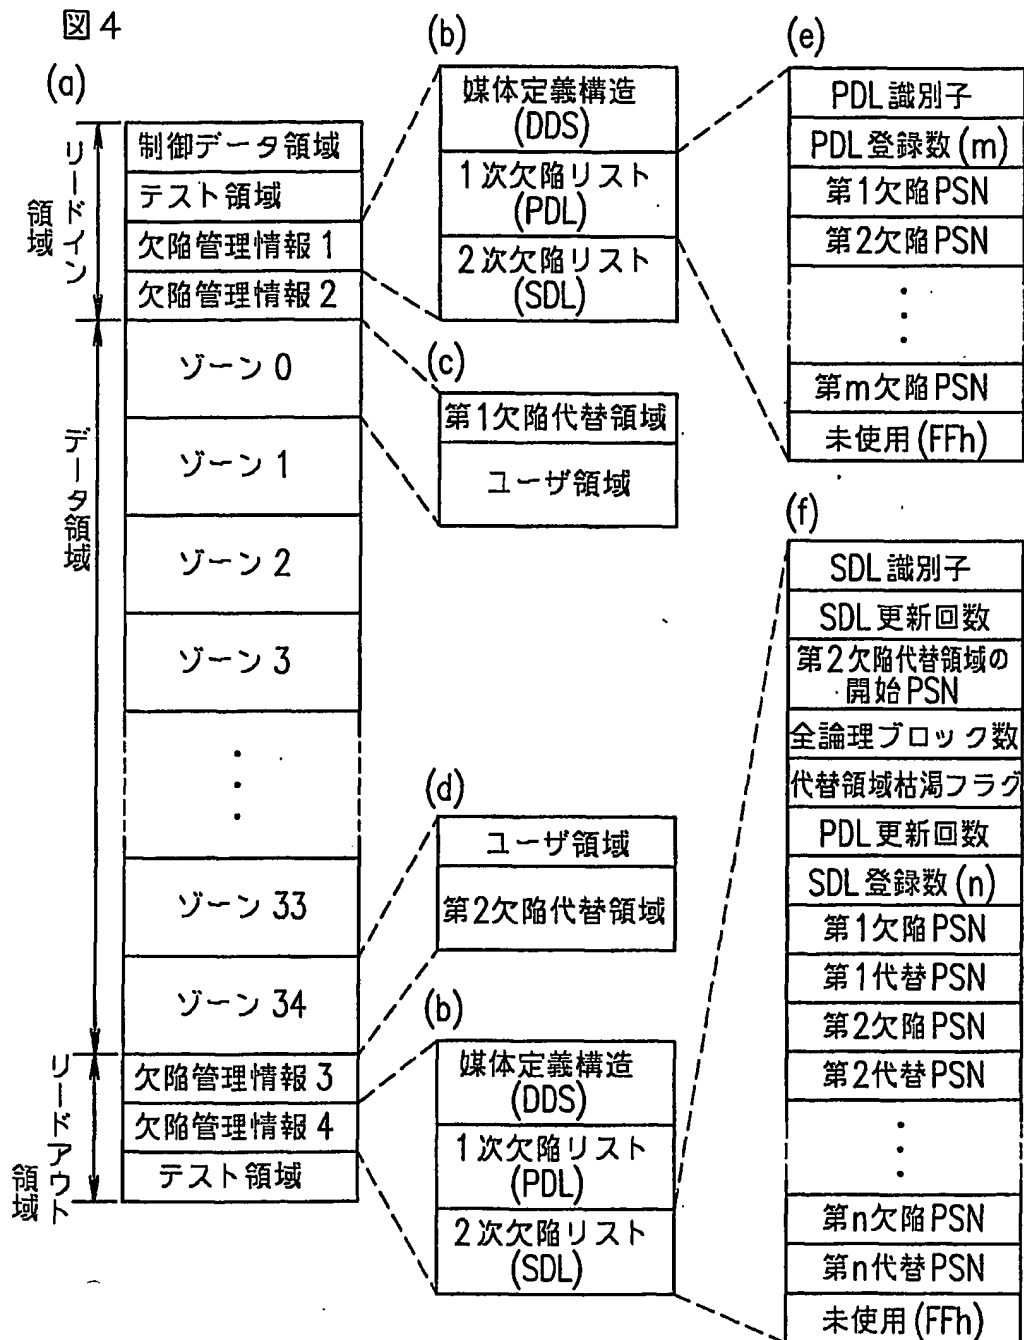 図4
(a)
リードイン
領域
制御データ領域
テスト領域
欠陥管理情報1
欠陥管理情報2
データ領域
ゾーン0
ゾーン1
ゾーン2
ゾーン3
ゾーン33
ゾーン34
リードアウト
領域
欠陥管理情報3
欠陥管理情報4
テスト領域
(b)
媒体定義構造
(DDS)
1次欠陥リスト
(PDL)
2次欠陥リスト
(SDL)
(c)
第1欠陥代替領域
ユーザ領域
(d)
ユーザ領域
第2欠陥代替領域
(b)
媒体定義構造
(DDS)
1次欠陥リスト
(PDL)
2次欠陥リスト
(SDL)
(e)
PDL識別子
PDL登録数(m)
第1欠陥PSN
第2欠陥PSN
第m欠陥PSN
未使用(FFh)
(f)
SDL識別子
SDL更新回数
第2欠陥代替領域の
開始PSN
全論理ブロック数
代替領域枯渇フラグ
PDL更新回数
SDL登録数(n)
第1欠陥PSN
第1代替PSN
第2欠陥PSN
第2代替PSN
第n欠陥PSN
第n代替PSN
未使用(FFh)